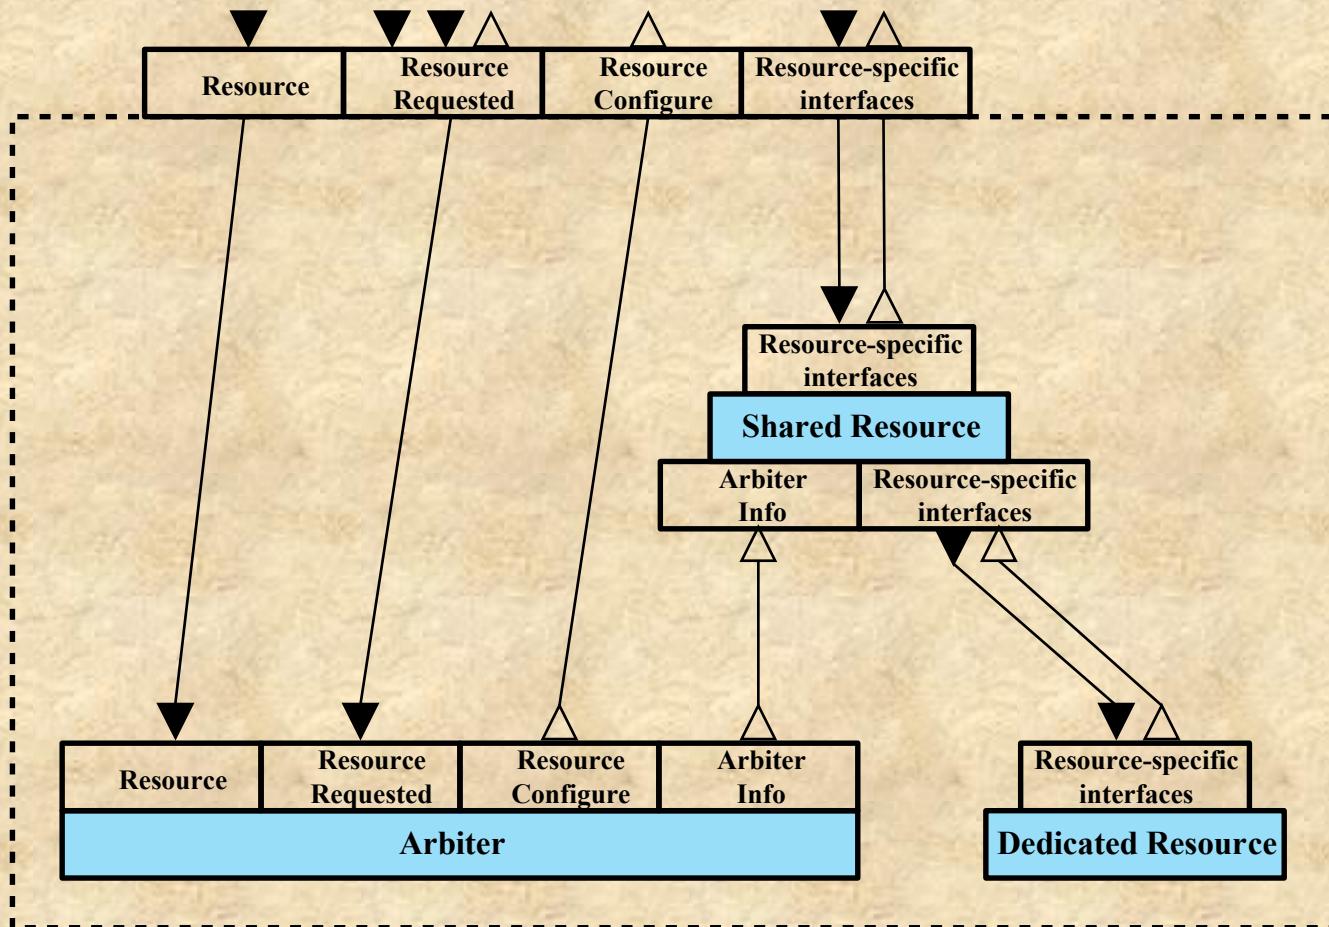 Resource
Resource
Requested
Resource
Configure
Resource-specific
interfaces
Resource-specific
interfaces
Shared Resource
Arbiter
Info
Resource-specific
interfaces
Resource
Resource
Requested
Resource
Configure
Arbiter
Info
Arbiter
Resource-specific
interfaces
Dedicated Resource